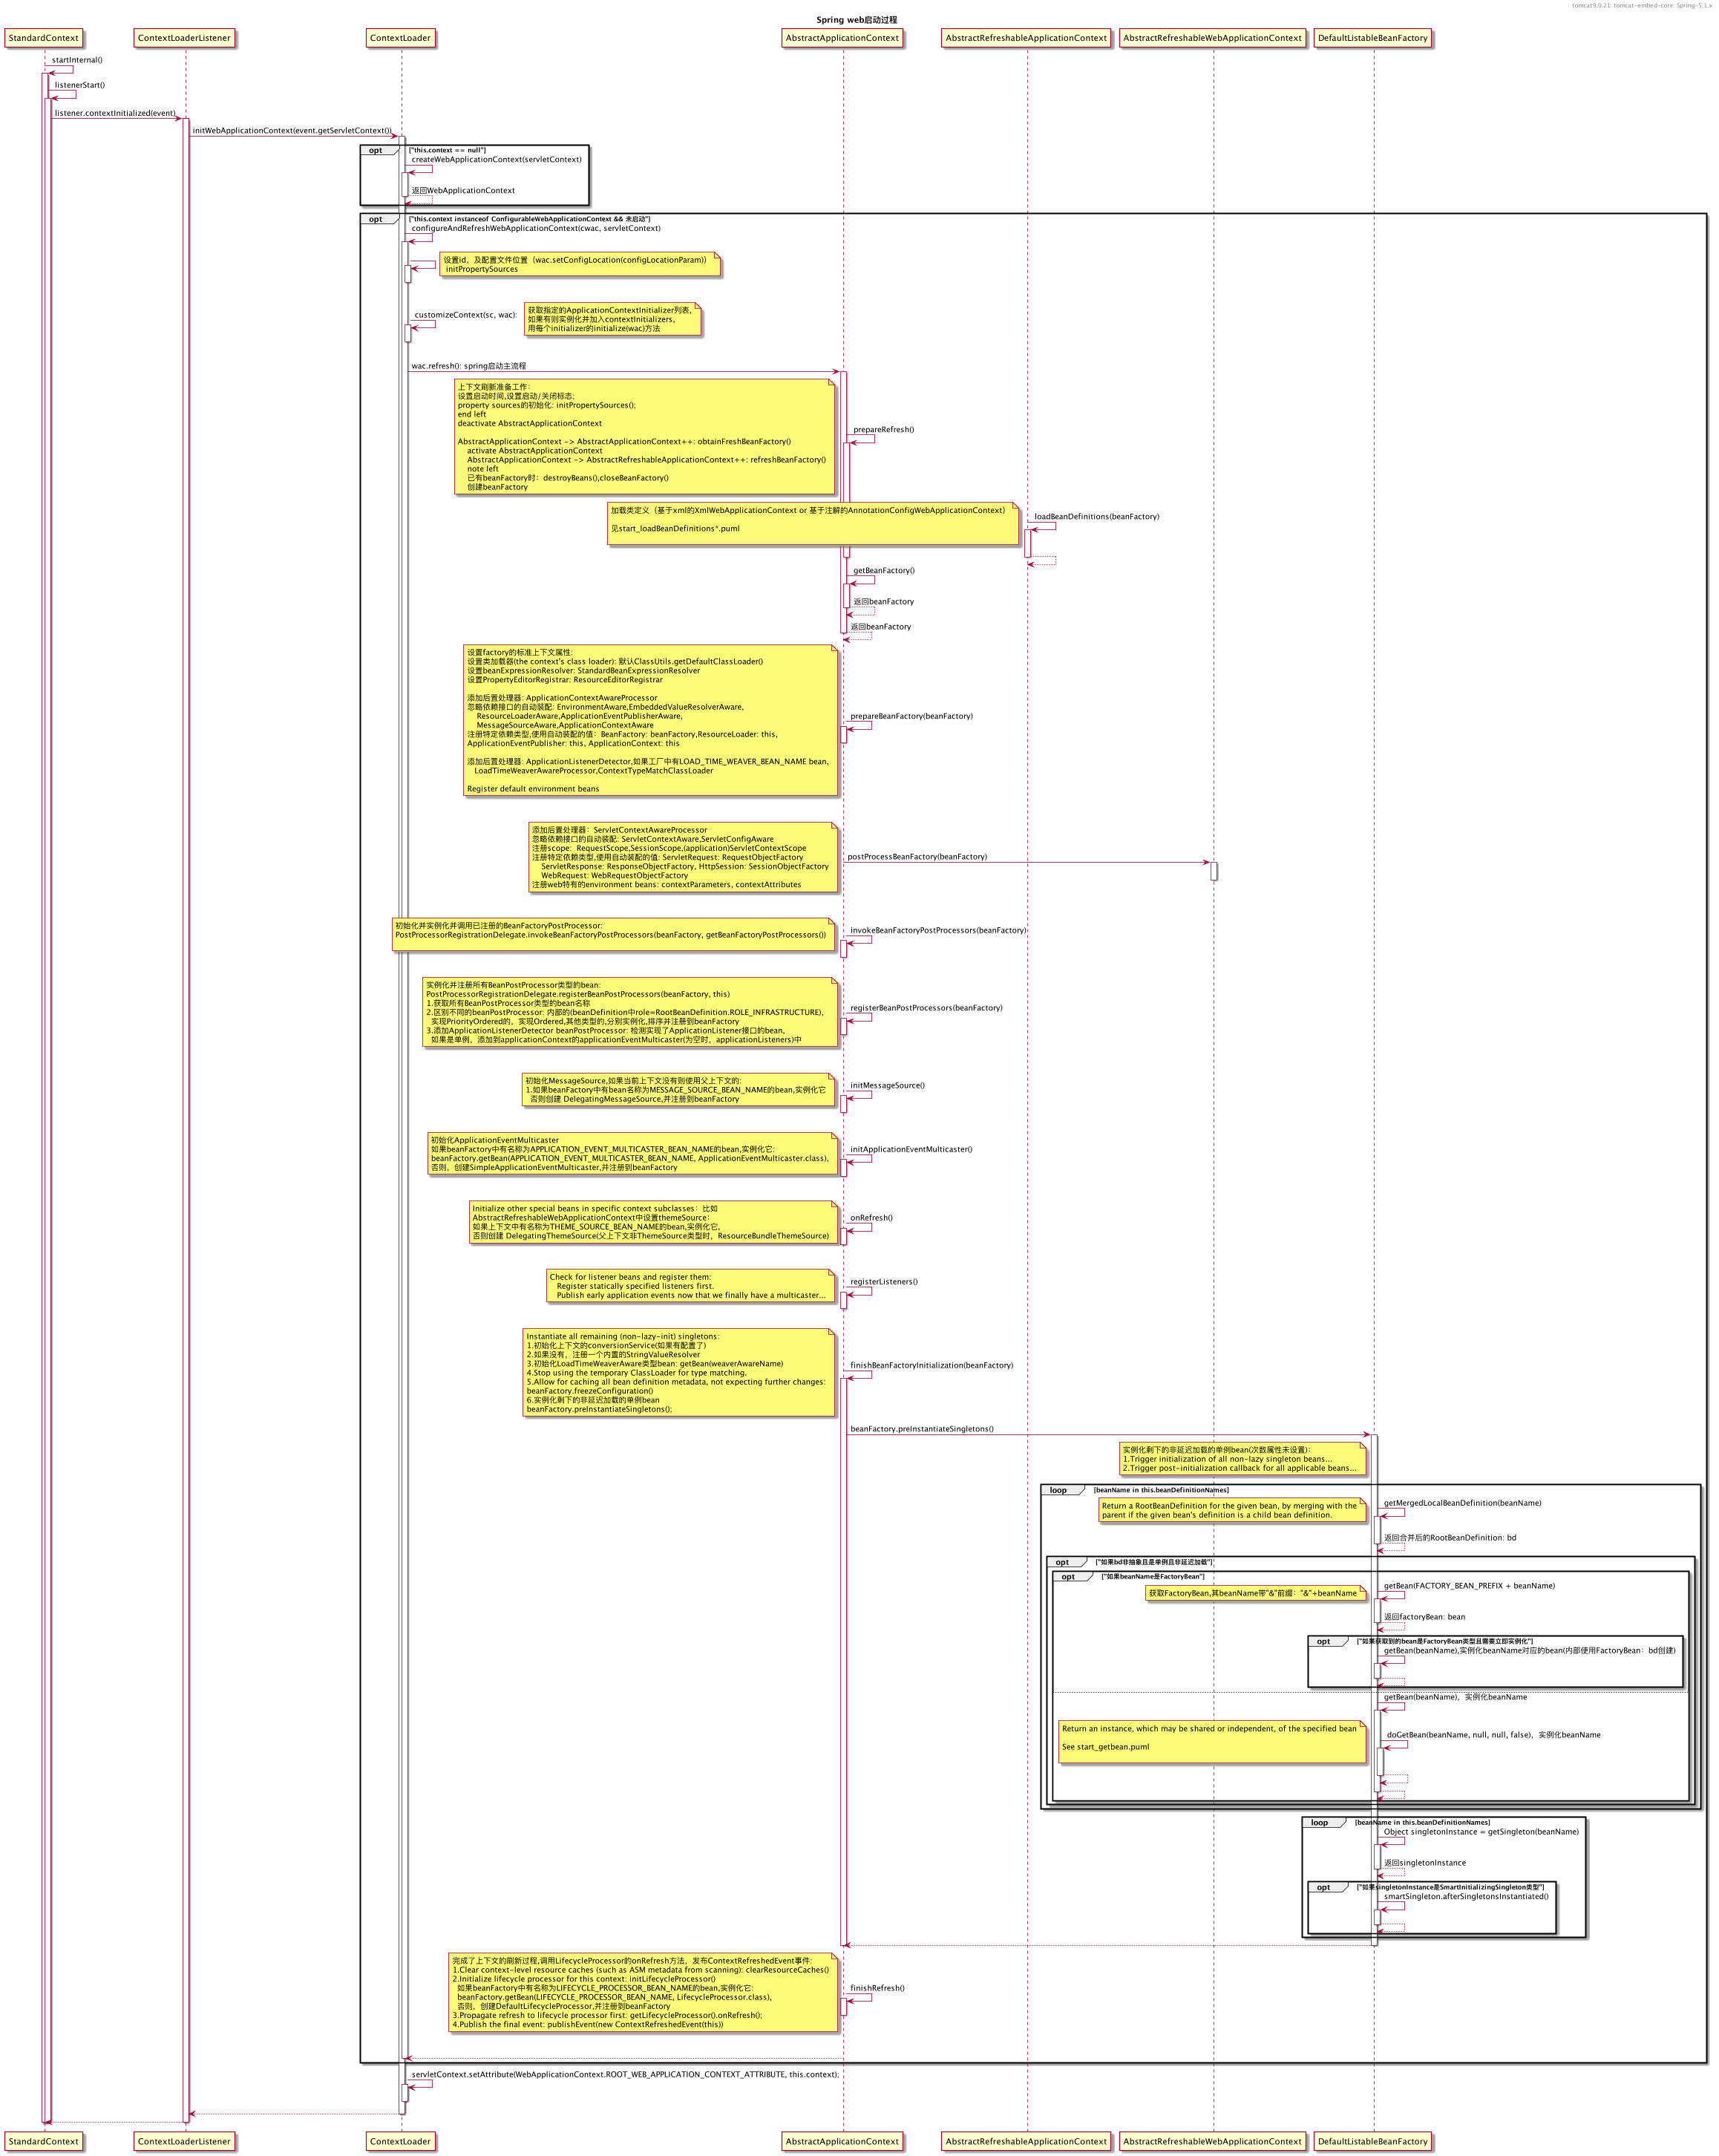 tomcat9.0.21: tomcat-embed-core: Spring-5.1.x
Spring web启动过程
StandardContext
ContextLoaderListener
ContextLoader
AbstractApplicationContext
AbstractRefreshableApplicationContext
AbstractRefreshableWebApplicationContext
DefaultListableBeanFactory
startInternal()
listenerStart()
listener.contextInitialized(event)
initWebApplicationContext(event.getServletContext())
opt ["this.context == null"]
createWebApplicationContext(servletContext)
返回WebApplicationContext
opt ["this.context instanceof ConfigurableWebApplicationContext && 未启动"]
configureAndRefreshWebApplicationContext(cwac, servletContext)
设置id，及配置文件位置（wac.setConfigLocation(configLocationParam)）
initPropertySources
customizeContext(sc, wac):
获取指定的ApplicationContextInitializer列表,
如果有则实例化并加入contextInitializers,
用每个initializer的initialize(wac)方法
wac.refresh(): spring启动主流程
上下文刷新准备工作：
设置启动时间,设置启动/关闭标志;
property sources的初始化: initPropertySources();
end left
deactivate AbstractApplicationContext
AbstractApplicationContext -> AbstractApplicationContext++: obtainFreshBeanFactory()
activate AbstractApplicationContext
AbstractApplicationContext -> AbstractRefreshableApplicationContext++: refreshBeanFactory()
note left
已有beanFactory时：destroyBeans(),closeBeanFactory()
创建beanFactory
prepareRefresh()
加载类定义（基于xml的XmlWebApplicationContext or 基于注解的AnnotationConfigWebApplicationContext）
见start_loadBeanDefinitions*.puml
loadBeanDefinitions(beanFactory)
getBeanFactory()
返回beanFactory
返回beanFactory
设置factory的标准上下文属性:
设置类加载器(the context's class loader): 默认ClassUtils.getDefaultClassLoader()
设置beanExpressionResolver: StandardBeanExpressionResolver
设置PropertyEditorRegistrar: ResourceEditorRegistrar
添加后置处理器: ApplicationContextAwareProcessor
忽略依赖接口的自动装配: EnvironmentAware,EmbeddedValueResolverAware,
ResourceLoaderAware,ApplicationEventPublisherAware,
MessageSourceAware,ApplicationContextAware
注册特定依赖类型,使用自动装配的值：BeanFactory: beanFactory,ResourceLoader: this,
ApplicationEventPublisher: this, ApplicationContext: this
添加后置处理器: ApplicationListenerDetector,如果工厂中有LOAD_TIME_WEAVER_BEAN_NAME bean,
LoadTimeWeaverAwareProcessor,ContextTypeMatchClassLoader
Register default environment beans
prepareBeanFactory(beanFactory)
添加后置处理器：ServletContextAwareProcessor
忽略依赖接口的自动装配: ServletContextAware,ServletConfigAware
注册scope：RequestScope,SessionScope,(application)ServletContextScope
注册特定依赖类型,使用自动装配的值: ServletRequest: RequestObjectFactory
ServletResponse: ResponseObjectFactory, HttpSession: SessionObjectFactory
WebRequest: WebRequestObjectFactory
注册web特有的environment beans: contextParameters, contextAttributes
postProcessBeanFactory(beanFactory)
初始化并实例化并调用已注册的BeanFactoryPostProcessor:
PostProcessorRegistrationDelegate.invokeBeanFactoryPostProcessors(beanFactory, getBeanFactoryPostProcessors())
invokeBeanFactoryPostProcessors(beanFactory)
实例化并注册所有BeanPostProcessor类型的bean:
PostProcessorRegistrationDelegate.registerBeanPostProcessors(beanFactory, this)
1.获取所有BeanPostProcessor类型的bean名称
2.区别不同的beanPostProcessor: 内部的(beanDefinition中role=RootBeanDefinition.ROLE_INFRASTRUCTURE),
实现PriorityOrdered的，实现Ordered,其他类型的,分别实例化,排序并注册到beanFactory
3.添加ApplicationListenerDetector beanPostProcessor: 检测实现了ApplicationListener接口的bean,
如果是单例，添加到applicationContext的applicationEventMulticaster(为空时，applicationListeners)中
registerBeanPostProcessors(beanFactory)
初始化MessageSource,如果当前上下文没有则使用父上下文的:
1.如果beanFactory中有bean名称为MESSAGE_SOURCE_BEAN_NAME的bean,实例化它
否则创建 DelegatingMessageSource,并注册到beanFactory
initMessageSource()
初始化ApplicationEventMulticaster
如果beanFactory中有名称为APPLICATION_EVENT_MULTICASTER_BEAN_NAME的bean,实例化它:
beanFactory.getBean(APPLICATION_EVENT_MULTICASTER_BEAN_NAME, ApplicationEventMulticaster.class),
否则，创建SimpleApplicationEventMulticaster,并注册到beanFactory
initApplicationEventMulticaster()
Initialize other special beans in specific context subclasses：比如
AbstractRefreshableWebApplicationContext中设置themeSource：
如果上下文中有名称为THEME_SOURCE_BEAN_NAME的bean,实例化它,
否则创建 DelegatingThemeSource(父上下文非ThemeSource类型时，ResourceBundleThemeSource)
onRefresh()
Check for listener beans and register them:
Register statically specified listeners first.
Publish early application events now that we finally have a multicaster...
registerListeners()
Instantiate all remaining (non-lazy-init) singletons:
1.初始化上下文的conversionService(如果有配置了)
2.如果没有，注册一个内置的StringValueResolver
3.初始化LoadTimeWeaverAware类型bean: getBean(weaverAwareName)
4.Stop using the temporary ClassLoader for type matching.
5.Allow for caching all bean definition metadata, not expecting further changes:
beanFactory.freezeConfiguration()
6.实例化剩下的非延迟加载的单例bean
beanFactory.preInstantiateSingletons();
finishBeanFactoryInitialization(beanFactory)
beanFactory.preInstantiateSingletons()
实例化剩下的非延迟加载的单例bean(次数属性未设置)：
1.Trigger initialization of all non-lazy singleton beans...
2.Trigger post-initialization callback for all applicable beans...
loop [beanName in this.beanDefinitionNames]
Return a RootBeanDefinition for the given bean, by merging with the
parent if the given bean's definition is a child bean definition.
getMergedLocalBeanDefinition(beanName)
返回合并后的RootBeanDefinition: bd
opt ["如果bd非抽象且是单例且非延迟加载"]
opt ["如果beanName是FactoryBean"]
获取FactoryBean,其beanName带"&"前缀："&"+beanName
getBean(FACTORY_BEAN_PREFIX + beanName)
返回factoryBean: bean
opt ["如果获取到的bean是FactoryBean类型且需要立即实例化"]
getBean(beanName),实例化beanName对应的bean(内部使用FactoryBean：bd创建)
getBean(beanName)，实例化beanName
Return an instance, which may be shared or independent, of the specified bean
See start_getbean.puml
doGetBean(beanName, null, null, false)，实例化beanName
loop [beanName in this.beanDefinitionNames]
Object singletonInstance = getSingleton(beanName)
返回singletonInstance
opt ["如果singletonInstance是SmartInitializingSingleton类型"]
smartSingleton.afterSingletonsInstantiated()
完成了上下文的刷新过程,调用LifecycleProcessor的onRefresh方法，发布ContextRefreshedEvent事件:
1.Clear context-level resource caches (such as ASM metadata from scanning): clearResourceCaches()
2.Initialize lifecycle processor for this context: initLifecycleProcessor()
如果beanFactory中有名称为LIFECYCLE_PROCESSOR_BEAN_NAME的bean,实例化它:
beanFactory.getBean(LIFECYCLE_PROCESSOR_BEAN_NAME, LifecycleProcessor.class),
否则，创建DefaultLifecycleProcessor,并注册到beanFactory
3.Propagate refresh to lifecycle processor first: getLifecycleProcessor().onRefresh();
4.Publish the final event: publishEvent(new ContextRefreshedEvent(this))
finishRefresh()
servletContext.setAttribute(WebApplicationContext.ROOT_WEB_APPLICATION_CONTEXT_ATTRIBUTE, this.context);
StandardContext
ContextLoaderListener
ContextLoader
AbstractApplicationContext
AbstractRefreshableApplicationContext
AbstractRefreshableWebApplicationContext
DefaultListableBeanFactory